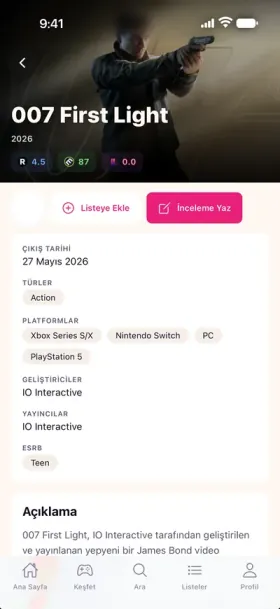 9:41
007 First Light
2026
R 4.5
87
0.0
Listeye Ekle
İnceleme Yaz
ÇIKIŞ TARİHİ
27 Mayıs 2026
TÜRLER
Action
PLATFORMLAR
Xbox Series S/X
Nintendo Switch
PC
PlayStation 5
GELİŞTİRİCİLER
IO Interactive
YAYINCILAR
IO Interactive
ESRB
Teen
Açıklama
007 First Light, IO Interactive tarafından geliştirilen
ve yayınlanan yepyeni bir James Bond video
Ana Sayfa
Keşfet
Ara
Listeler
Profil